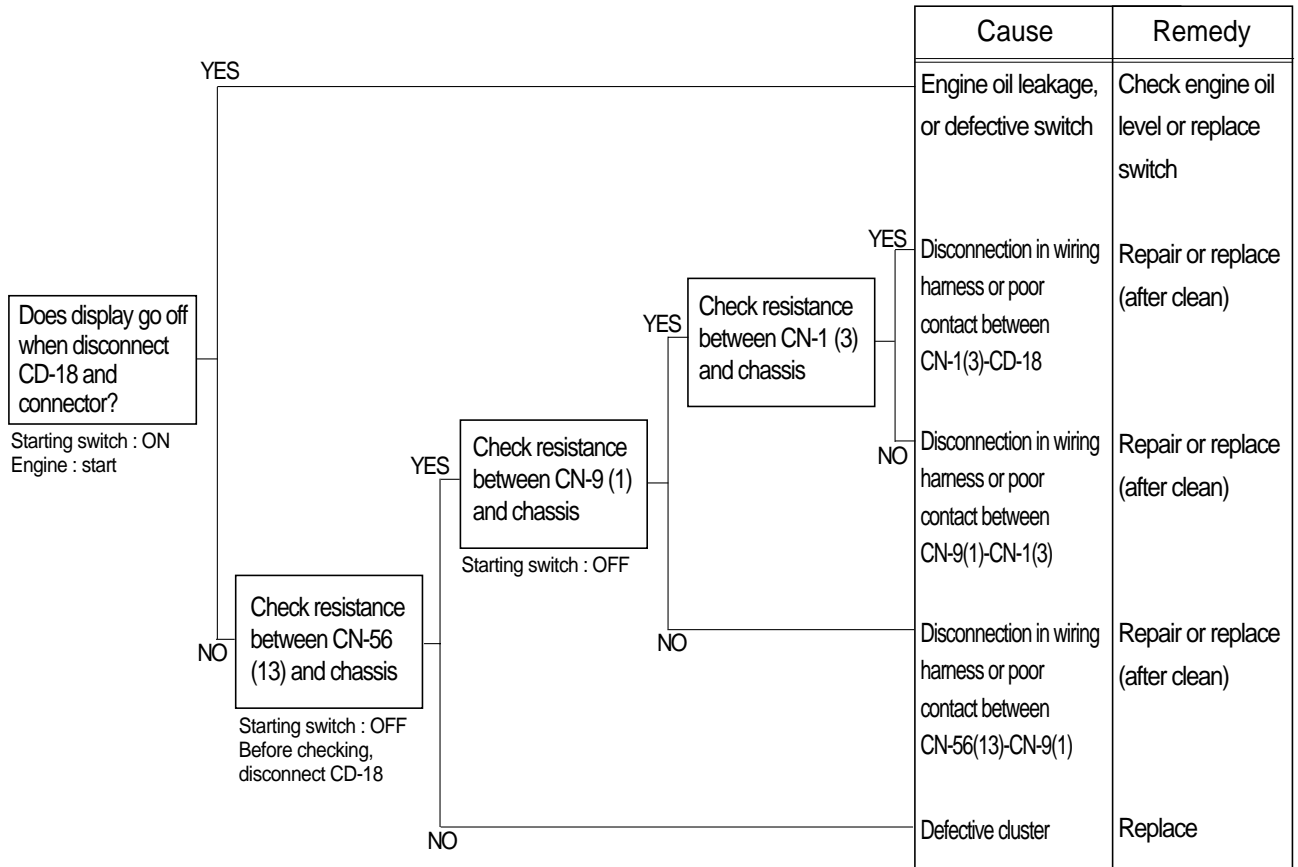 Cause
Remedy
YES
Engine oil leakage,
or defective switch
Check engine oil
level or replace
switch
YES
Disconnection in wiring
harness or poor
contact between
CN-1(3)-CD-18
Repair or replace
(after clean)
Check resistance
between CN-1 (3)
and chassis
YES
Does display go off
when disconnect
CD-18 and
connector?
Starting switch : ON
Engine : start
NO
Disconnection in wiring
harness or poor
contact between
CN-9(1)-CN-1(3)
Repair or replace
(after clean)
Check resistance
between CN-9 (1)
and chassis
Starting switch : OFF
YES
NO
Disconnection in wiring
harness or poor
contact between
CN-56(13)-CN-9(1)
Repair or replace
(after clean)
NO
Check resistance
between CN-56
(13) and chassis
Starting switch : OFF
Before checking,
disconnect CD-18
NO
Defective cluster
Replace